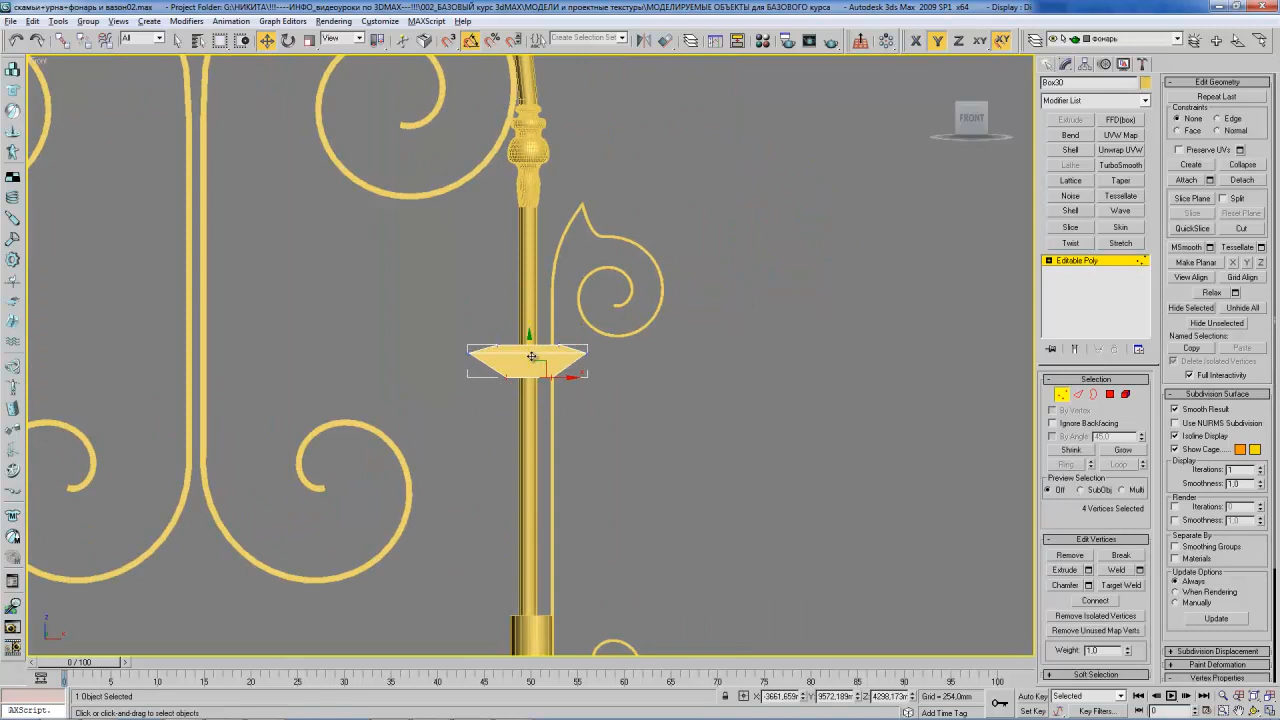 скамьи+урна+фонарь и вазон02.max - Project Folder: G:\НИКИТА\!!!----ИНФО_видеоуроки по 3DMAX---!!!\002_БАЗОВЫЙ курс 3dMAX\МОДЕЛИ и проектные текстуры\МОДЕЛИРУЕМЫЕ ОБЪЕКТЫ для БАЗОВОГО курса - Autodesk 3ds Max 2009 SP1 x64 - Display : Di
File Edit Tools Group Views Create Modifiers Animation Graph Editors Rendering Customize MAXScript Help
All View Create Selection Set X Y Z XY Фонарь
Front
FRONT
Box30
Modifier List
Extrude FFD(box)
Bend UVW Map
Shell Unwrap UVW
Lathe TurboSmooth
Lattice Taper
Noise Tessellate
Shell Wave
Slice Skin
Twist Stretch
Editable Poly
Selection
By Vertex
Ignore Backfacing
By Angle: 45,0
Shrink Grow
Ring Loop
Preview Selection
Off SubObj Multi
4 Vertices Selected
Edit Vertices
Remove Break
Extrude Weld
Chamfer Target Weld
Connect
Remove Isolated Vertices
Remove Unused Map Verts
Weight: 1,0
Soft Selection
Edit Geometry
Repeat Last
Constraints
None Edge
Face Normal
Preserve UVs
Create Collapse
Attach Detach
Slice Plane Split
Slice Reset Plane
QuickSlice Cut
MSmooth Tessellate
Make Planar X Y Z
View Align Grid Align
Relax
Hide Selected Unhide All
Hide Unselected
Named Selections:
Copy Paste
Delete Isolated Vertices
Full Interactivity
Subdivision Surface
Smooth Result
Use NURMS Subdivision
Isoline Display
Show Cage......
Display
Iterations: 1
Smoothness: 1,0
Render
Iterations: 0
Smoothness: 1,0
Separate By
Smoothing Groups
Materials
Update Options
Always
When Rendering
Manually
Update
Subdivision Displacement
Paint Deformation
Vertex Properties
z
x
0 / 100
0 5 10 15 20 25 30 35 40 45 50 55 60 65 70 75 80 85 90 95 100
1 Object Selected X: -3661,659m Y: 9572,189m Z: 4298,173m Grid = 254,0mm Auto Key Selected
AXScript. Click or click-and-drag to select objects Add Time Tag Set Key Key Filters... 0